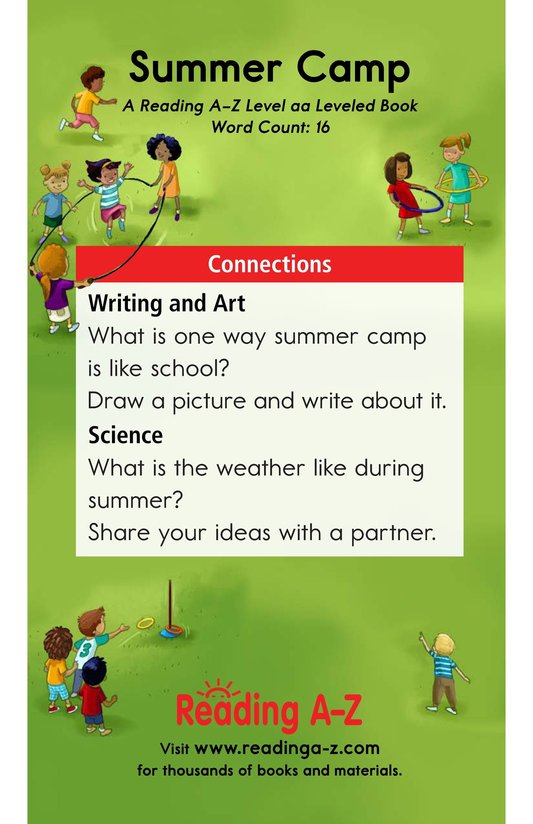 Summer Camp
A Reading A–Z Level aa Leveled Book
Word Count: 16
Connections
Writing and Art
What is one way summer camp
is like school?
Draw a picture and write about it.
Science
What is the weather like during
summer?
Share your ideas with a partner.
3
Reading A-Z
Visit www.readinga-z.com
for thousands of books and materials.